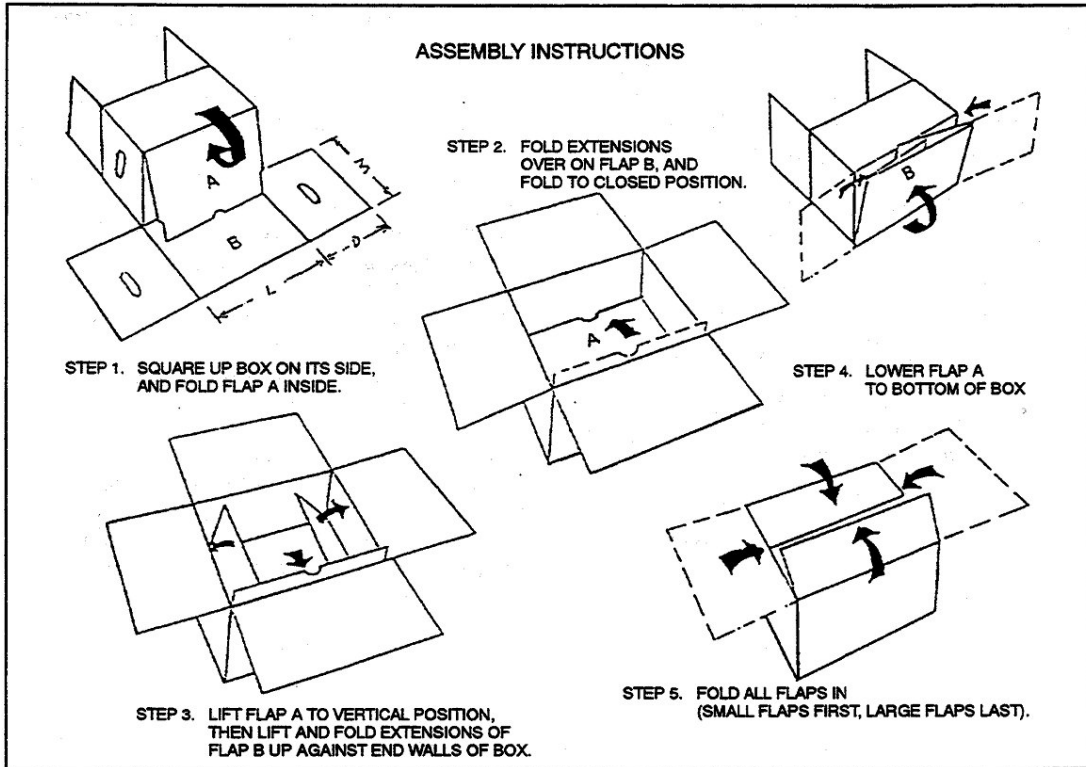 ASSEMBLY INSTRUCTIONS
A
B
L
D
W
STEP 1. SQUARE UP BOX ON ITS SIDE,
AND FOLD FLAP A INSIDE.
STEP 2. FOLD EXTENSIONS
OVER ON FLAP B, AND
FOLD TO CLOSED POSITION.
B
A
STEP 3. LIFT FLAP A TO VERTICAL POSITION,
THEN LIFT AND FOLD EXTENSIONS OF
FLAP B UP AGAINST END WALLS OF BOX.
STEP 4. LOWER FLAP A
TO BOTTOM OF BOX
STEP 5. FOLD ALL FLAPS IN
(SMALL FLAPS FIRST, LARGE FLAPS LAST).